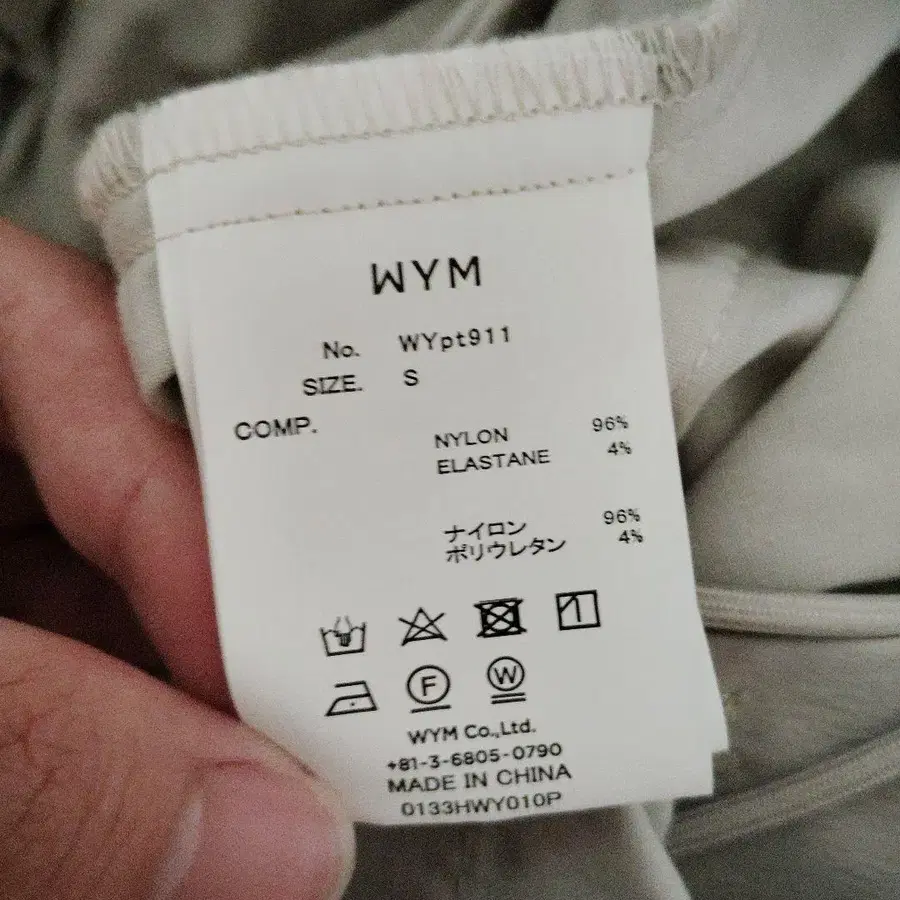 WYM
No. WYpt911
SIZE. S
COMP.
NYLON 96%
ELASTANE 4%
ナイロン 96%
ポリウレタン 4%
F W
WYM Co.,Ltd.
+81-3-6805-0790
MADE IN CHINA
0133HWY010P